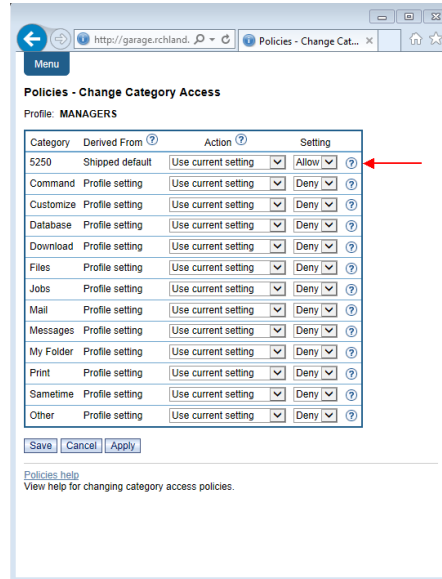 http://garage.rchland. Policies - Change Cat...
Menu
Policies - Change Category Access
Profile: MANAGERS
Category Derived From ? Action ? Setting
5250 Shipped default Use current setting Allow ?
Command Profile setting Use current setting Deny ?
Customize Profile setting Use current setting Deny ?
Database Profile setting Use current setting Deny ?
Download Profile setting Use current setting Deny ?
Files Profile setting Use current setting Deny ?
Jobs Profile setting Use current setting Deny ?
Mail Profile setting Use current setting Deny ?
Messages Profile setting Use current setting Deny ?
My Folder Profile setting Use current setting Deny ?
Print Profile setting Use current setting Deny ?
Sametime Profile setting Use current setting Deny ?
Other Profile setting Use current setting Deny ?
Save Cancel Apply
Policies help
View help for changing category access policies.